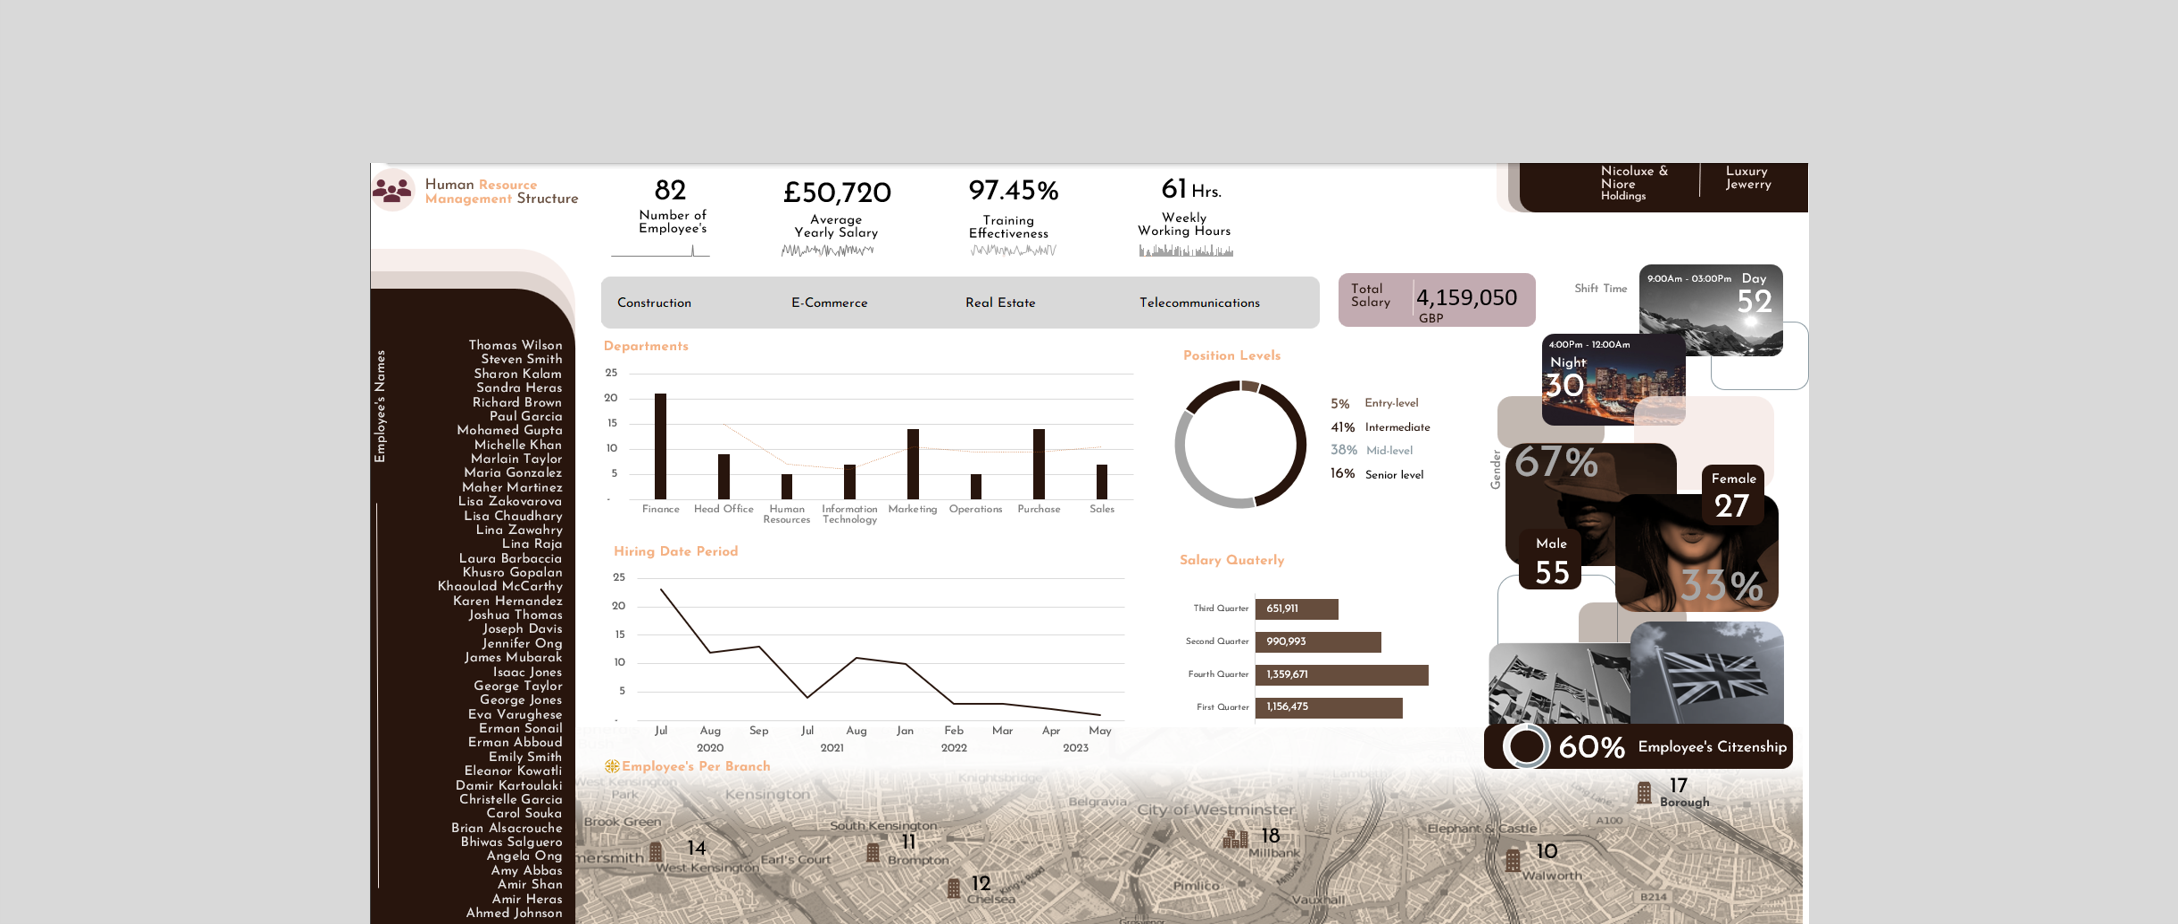 Human Resource
Management Structure
82
Number of
Employee's
£50,720
Average
Yearly Salary
97.45%
Training
Effectiveness
61 Hrs.
Weekly
Working Hours
Nicoluxe &
Niore
Holdings
Luxury
Jewerry
Construction
E-Commerce
Real Estate
Telecommunications
Total
Salary
4,159,050
GBP
Shift Time
9:00Am - 03:00Pm Day
52
4:00Pm - 12:00Am
Night
30
Employee's Names
Thomas Wilson
Steven Smith
Sharon Kalam
Sandra Heras
Richard Brown
Paul Garcia
Mohamed Gupta
Michelle Khan
Marlain Taylor
Maria Gonzalez
Maher Martinez
Lisa Zakovarova
Lisa Chaudhary
Lina Zawahry
Lina Raja
Laura Barbaccia
Khusro Gopalan
Khaoulad McCarthy
Karen Hernandez
Joshua Thomas
Joseph Davis
Jennifer Ong
James Mubarak
Isaac Jones
George Taylor
George Jones
Eva Varughese
Erman Sonail
Erman Abboud
Emily Smith
Eleanor Kowatli
Damir Kartoulaki
Christelle Garcia
Carol Souka
Brian Alsacrouche
Bhiwas Salguero
Angela Ong
Amy Abbas
Amir Shan
Amir Heras
Ahmed Johnson
Departments
25
20
15
10
5
-
Finance
Head Office
Human
Resources
Information
Technology
Marketing
Operations
Purchase
Sales
Position Levels
5% Entry-level
41% Intermediate
38% Mid-level
16% Senior level
Gender
67%
Female
27
Male
55
33%
Hiring Date Period
25
20
15
10
5
-
Jul Aug Sep Jul Aug Jan Feb Mar Apr May
2020 2021 2022 2023
Salary Quaterly
Third Quarter 651,911
Second Quarter 990,993
Fourth Quarter 1,359,671
First Quarter 1,156,475
60% Employee's Citzenship
Employee's Per Branch
West Kensington
Park
Kensington
Knightsbridge
Belgravia
City of Westminster
17
Borough
Brook Green
South Kensington
Elephant & Castle
A100
mersmith
14
West Kensington
Earl's Court
11
Brompton
18
Millbank
10
Walworth
12
Chelsea
King's Road
Pimlico
Vauxhall
B214